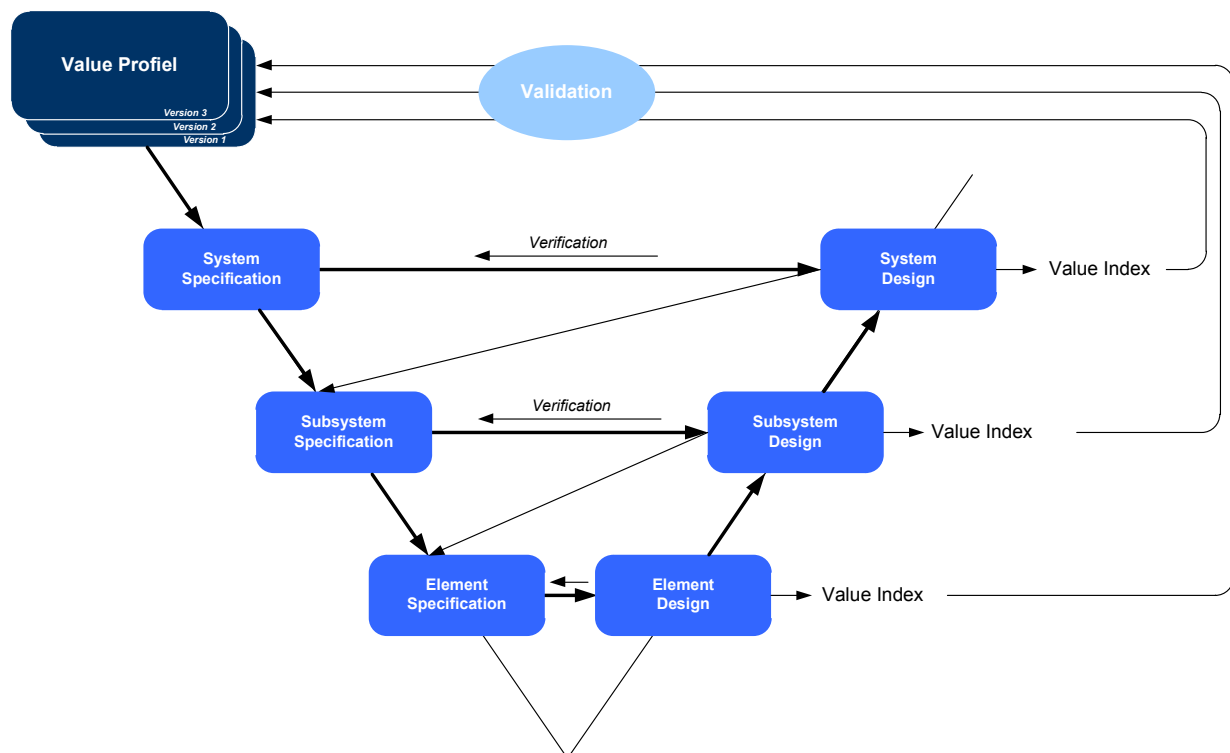 Value Profiel
Version 3
Version 2
Version 1
Validation
System
Specification
Verification
System
Design
Value Index
Subsystem
Specification
Verification
Subsystem
Design
Value Index
Element
Specification
Element
Design
Value Index